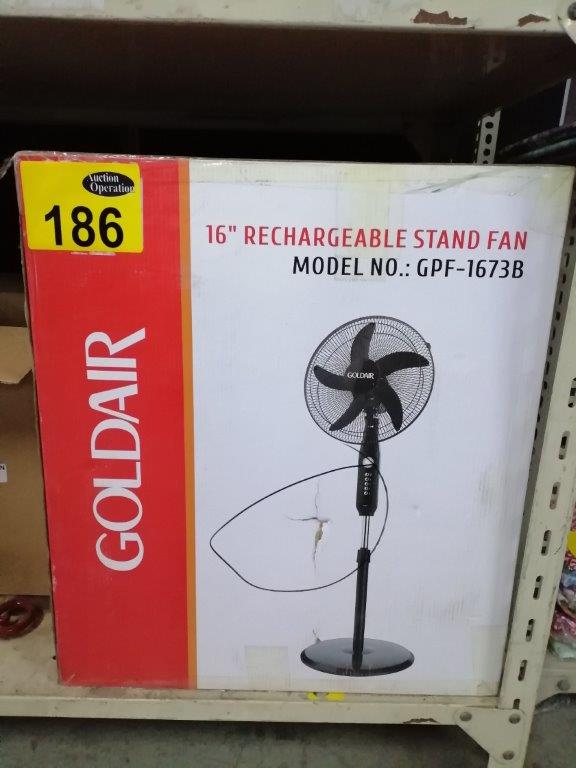 Auction
Operation
186
16" RECHARGEABLE STAND FAN
MODEL NO.: GPF-1673B
GOLDAIR
GOLDAIR